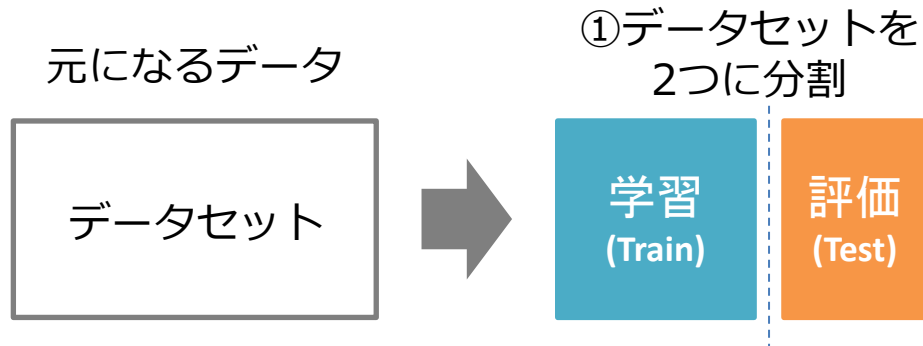 元になるデータ
データセット
①データセットを
2つに分割
学習
(Train)
評価
(Test)